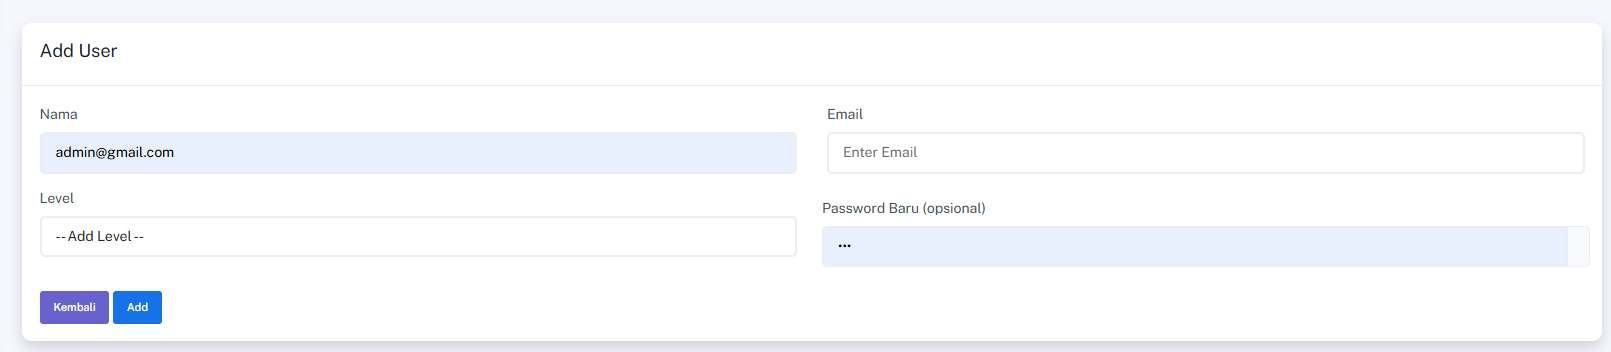 Add User
Nama
Email
admin@gmail.com
Enter Email
Level
Password Baru (opsional)
-- Add Level --
•••
Kembali
Add